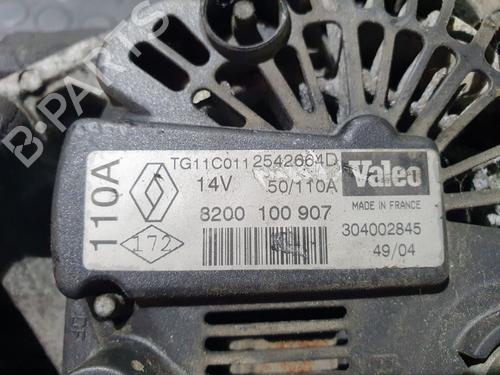 B-PARTS
110A
TG11C011 2542664D
14V 50/110A
Valeo
8200 100 907
MADE IN FRANCE
172
304002845
49/04